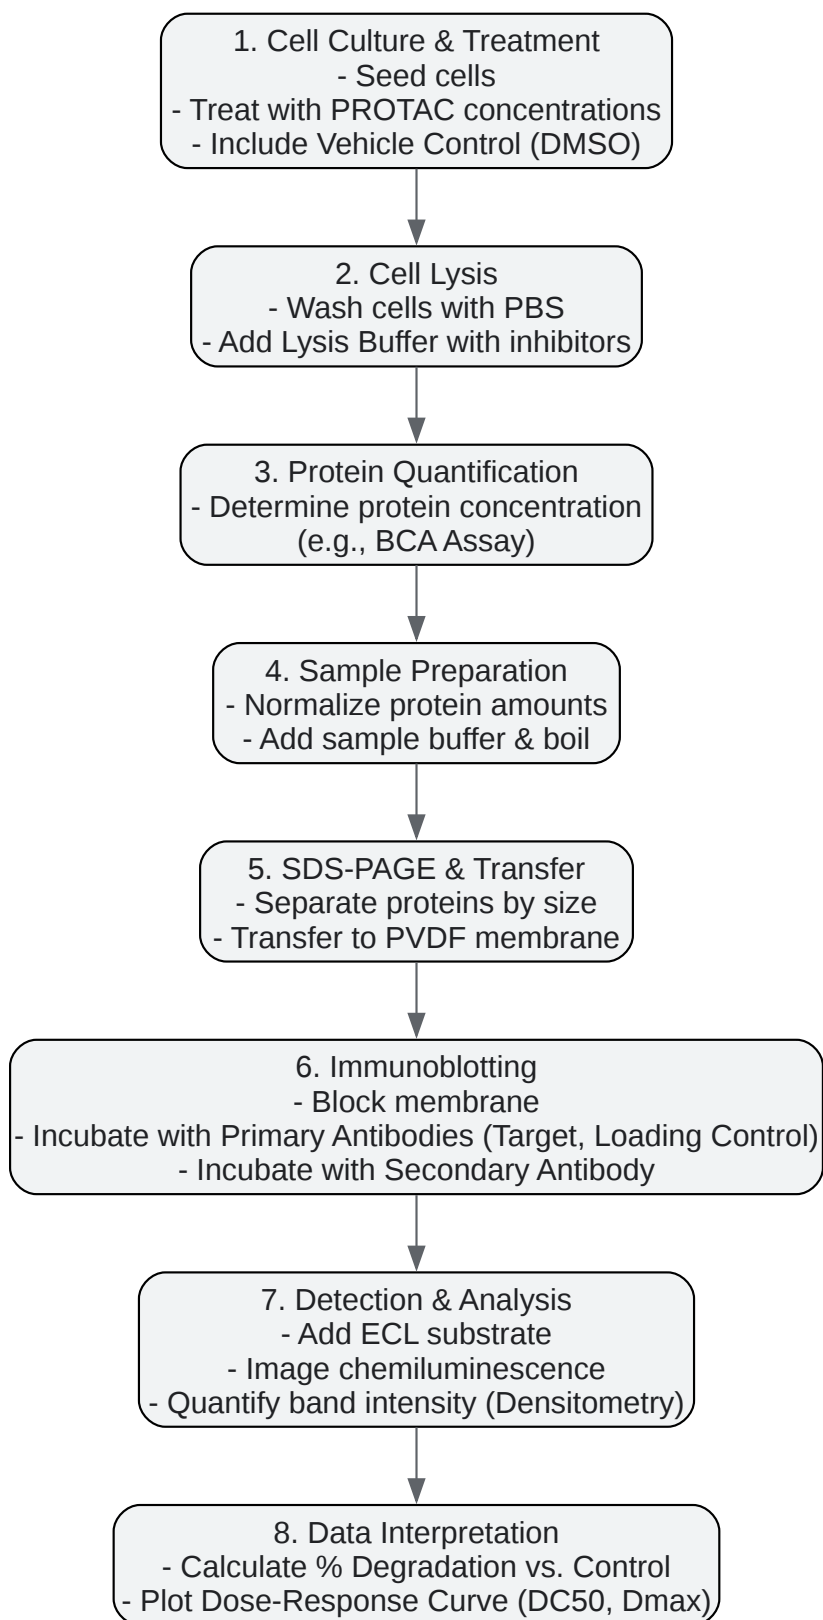 1. Cell Culture & Treatment
- Seed cells
- Treat with PROTAC concentrations
- Include Vehicle Control (DMSO)
2. Cell Lysis
- Wash cells with PBS
- Add Lysis Buffer with inhibitors
3. Protein Quantification
- Determine protein concentration
(e.g., BCA Assay)
4. Sample Preparation
- Normalize protein amounts
- Add sample buffer & boil
5. SDS-PAGE & Transfer
- Separate proteins by size
- Transfer to PVDF membrane
6. Immunoblotting
- Block membrane
- Incubate with Primary Antibodies (Target, Loading Control)
- Incubate with Secondary Antibody
7. Detection & Analysis
- Add ECL substrate
- Image chemiluminescence
- Quantify band intensity (Densitometry)
8. Data Interpretation
- Calculate % Degradation vs. Control
- Plot Dose-Response Curve (DC50, Dmax)